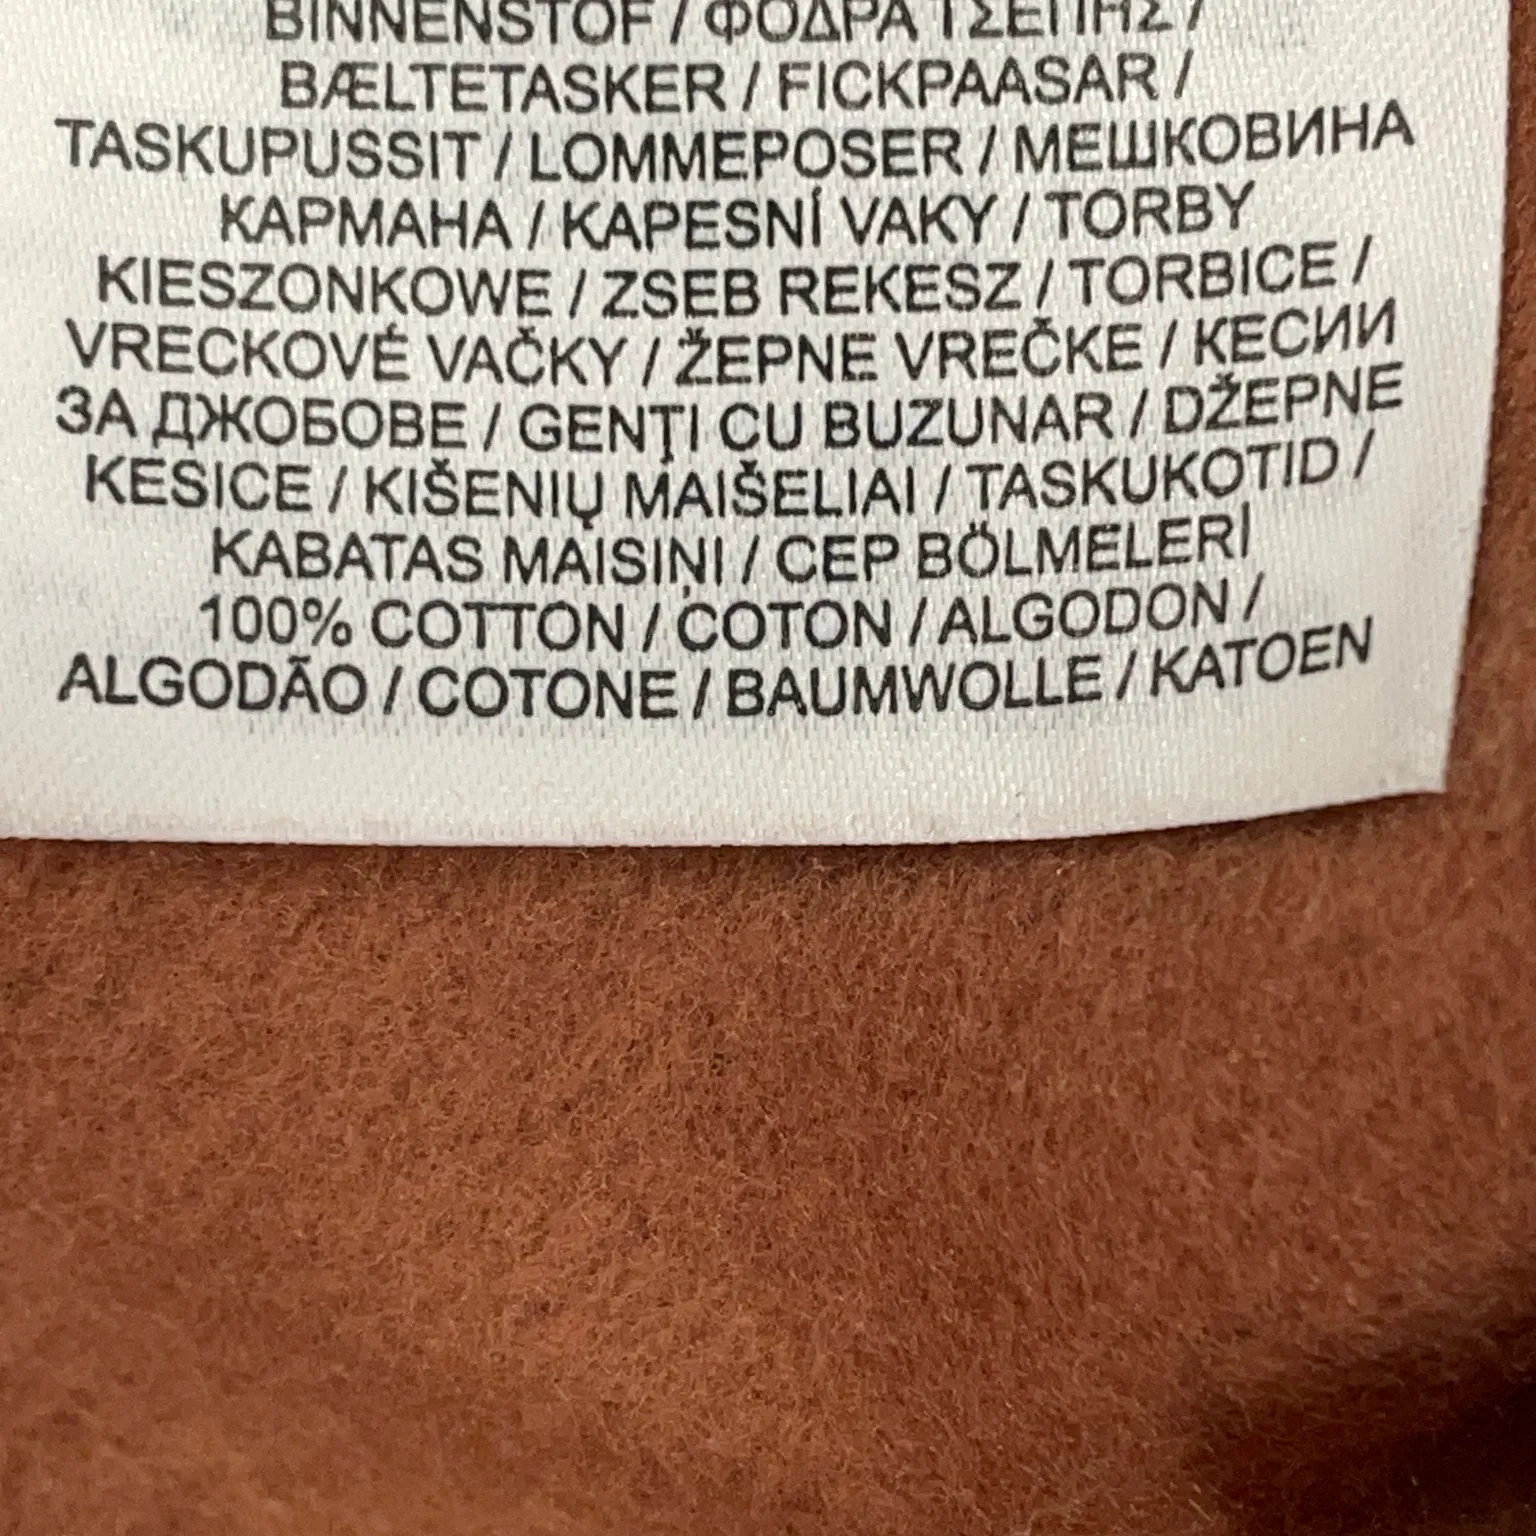 BINNENSTOF / ΦΟΔΡΑ ΤΣΕΠΗΣ /
BÆLTETASKER / FICKPAASAR /
TASKUPUSSIT / LOMMEPOSER / МЕШКОВИНА
КАРМАНА / KAPESNÍ VAKY / TORBY
KIESZONKOWE / ZSEB REKESZ / TORBICE /
VRECKOVÉ VAČKY / ŽEPNE VREČKE / КЕСИИ
ЗА ДЖОБОВЕ / GENŢI CU BUZUNAR / DŽEPNE
KESICE / KIŠENIŲ MAIŠELIAI / TASKUKOTID /
KABATAS MAISIŅI / CEP BÖLMELERİ
100% COTTON / COTON / ALGODON /
ALGODÃO / COTONE / BAUMWOLLE / KATOEN